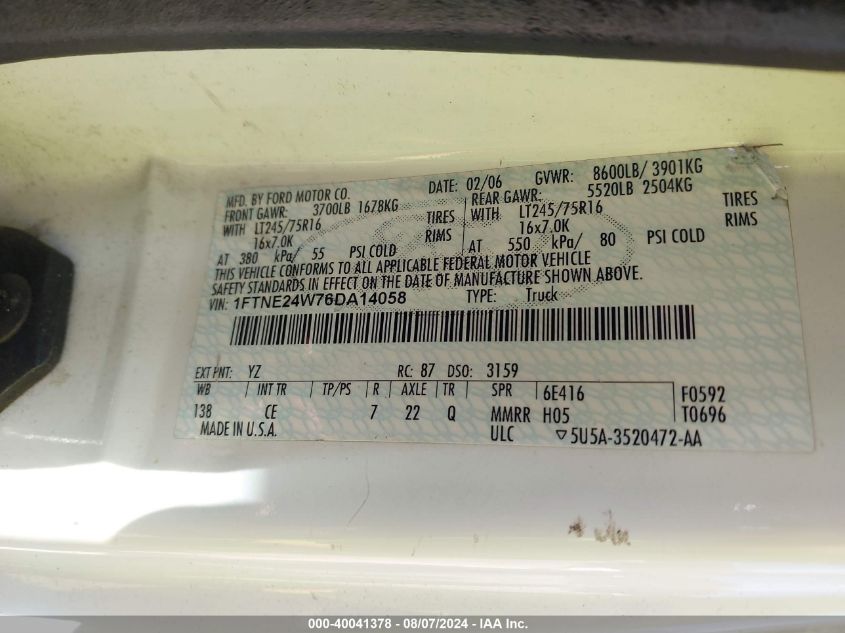 MFD. BY FORD MOTOR CO. DATE: 02/06 GVWR: 8600LB/ 3901KG
FRONT GAWR: 3700LB 1678KG REAR GAWR: 5520LB 2504KG
WITH LT245/75R16 TIRES WITH LT245/75R16 TIRES
16x7.0K RIMS 16x7.0K RIMS
AT 380 kPa/ 55 PSI COLD AT 550 kPa/ 80 PSI COLD
THIS VEHICLE CONFORMS TO ALL APPLICABLE FEDERAL MOTOR VEHICLE
SAFETY STANDARDS IN EFFECT ON THE DATE OF MANUFACTURE SHOWN ABOVE.
VIN: 1FTNE24W76DA14058 TYPE: Truck
EXT PNT: YZ RC: 87 DSO: 3159
WB INT TR TP/PS R AXLE TR SPR 6E416 F0592
138 CE 7 22 Q MMRR H05 T0696
MADE IN U.S.A. ULC ▽5U5A-3520472-AA
000-40041378 - 08/07/2024 - IAA Inc.